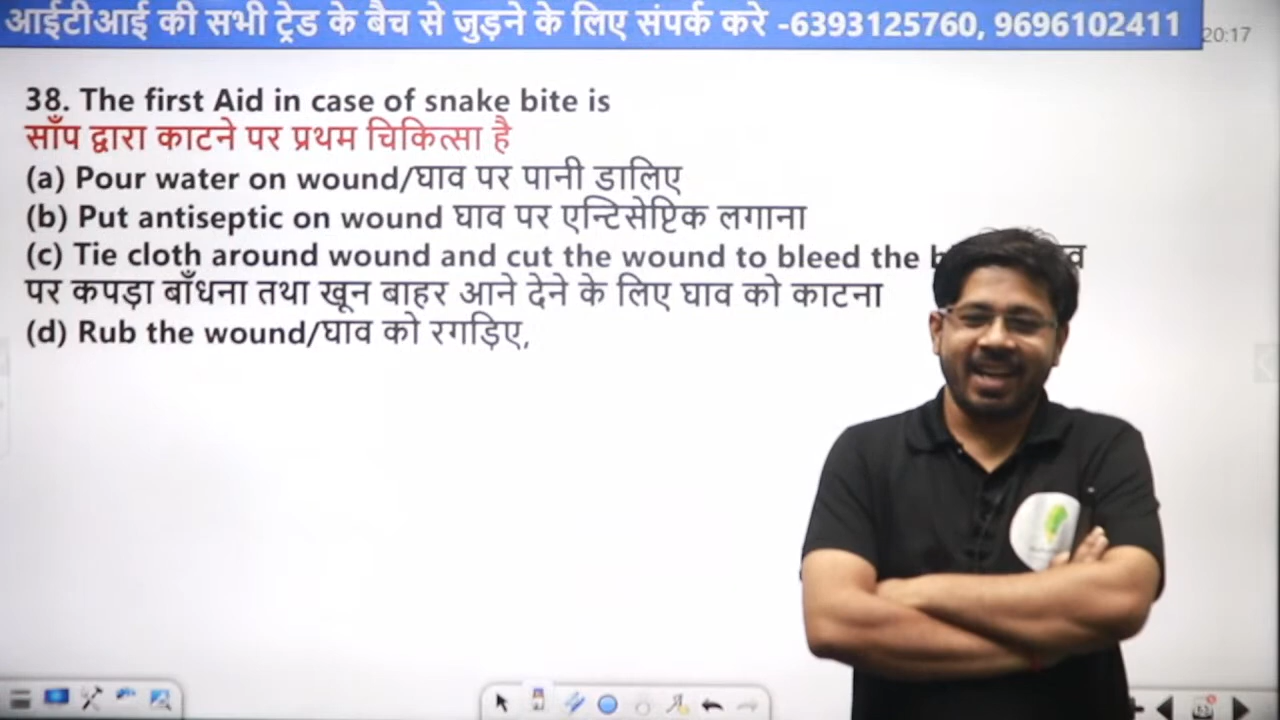 आईटीआई की सभी ट्रेड के बैच से जुड़ने के लिए संपर्क करे -6393125760, 9696102411
20:17
38. The first Aid in case of snake bite is
साँप द्वारा काटने पर प्रथम चिकित्सा है
(a) Pour water on wound/घाव पर पानी डालिए
(b) Put antiseptic on wound घाव पर एन्टिसेप्टिक लगाना
(c) Tie cloth around wound and cut the wound to bleed the
पर कपड़ा बाँधना तथा खून बाहर आने देने के लिए घाव को काटना
(d) Rub the wound/घाव को रगड़िए,